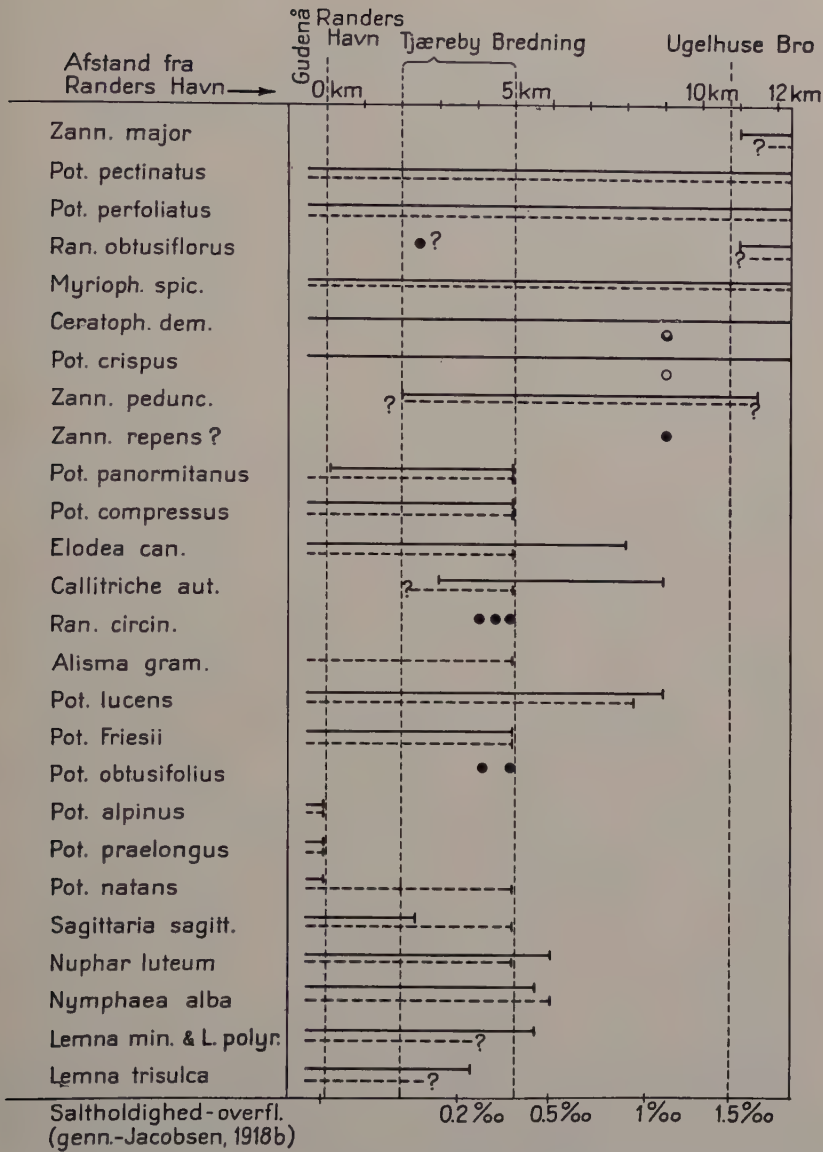 Gudenå
Randers
Havn
Tjæreby Bredning
Ugelhuse Bro
Afstand fra
Randers Havn
0 km
5 km
10 km
12 km
Zann. major
?
Pot. pectinatus
Pot. perfoliatus
Ran. obtusiflorus
?
?
Myrioph. spic.
Ceratoph. dem.
Pot. crispus
Zann. pedunc.
?
?
Zann. repens ?
Pot. panormitanus
Pot. compressus
Elodea can.
Callitriche aut.
?
Ran. circin.
Alisma gram.
Pot. lucens
Pot. Friesii
Pot. obtusifolius
Pot. alpinus
Pot. praelongus
Pot. natans
Sagittaria sagitt.
Nuphar luteum
Nymphaea alba
Lemna min. & L. polyr.
?
Lemna trisulca
?
Saltholdighed-overfl.
(genn.-Jacobsen, 1918b)
0.2 ‰
0.5 ‰
1 ‰
1.5 ‰